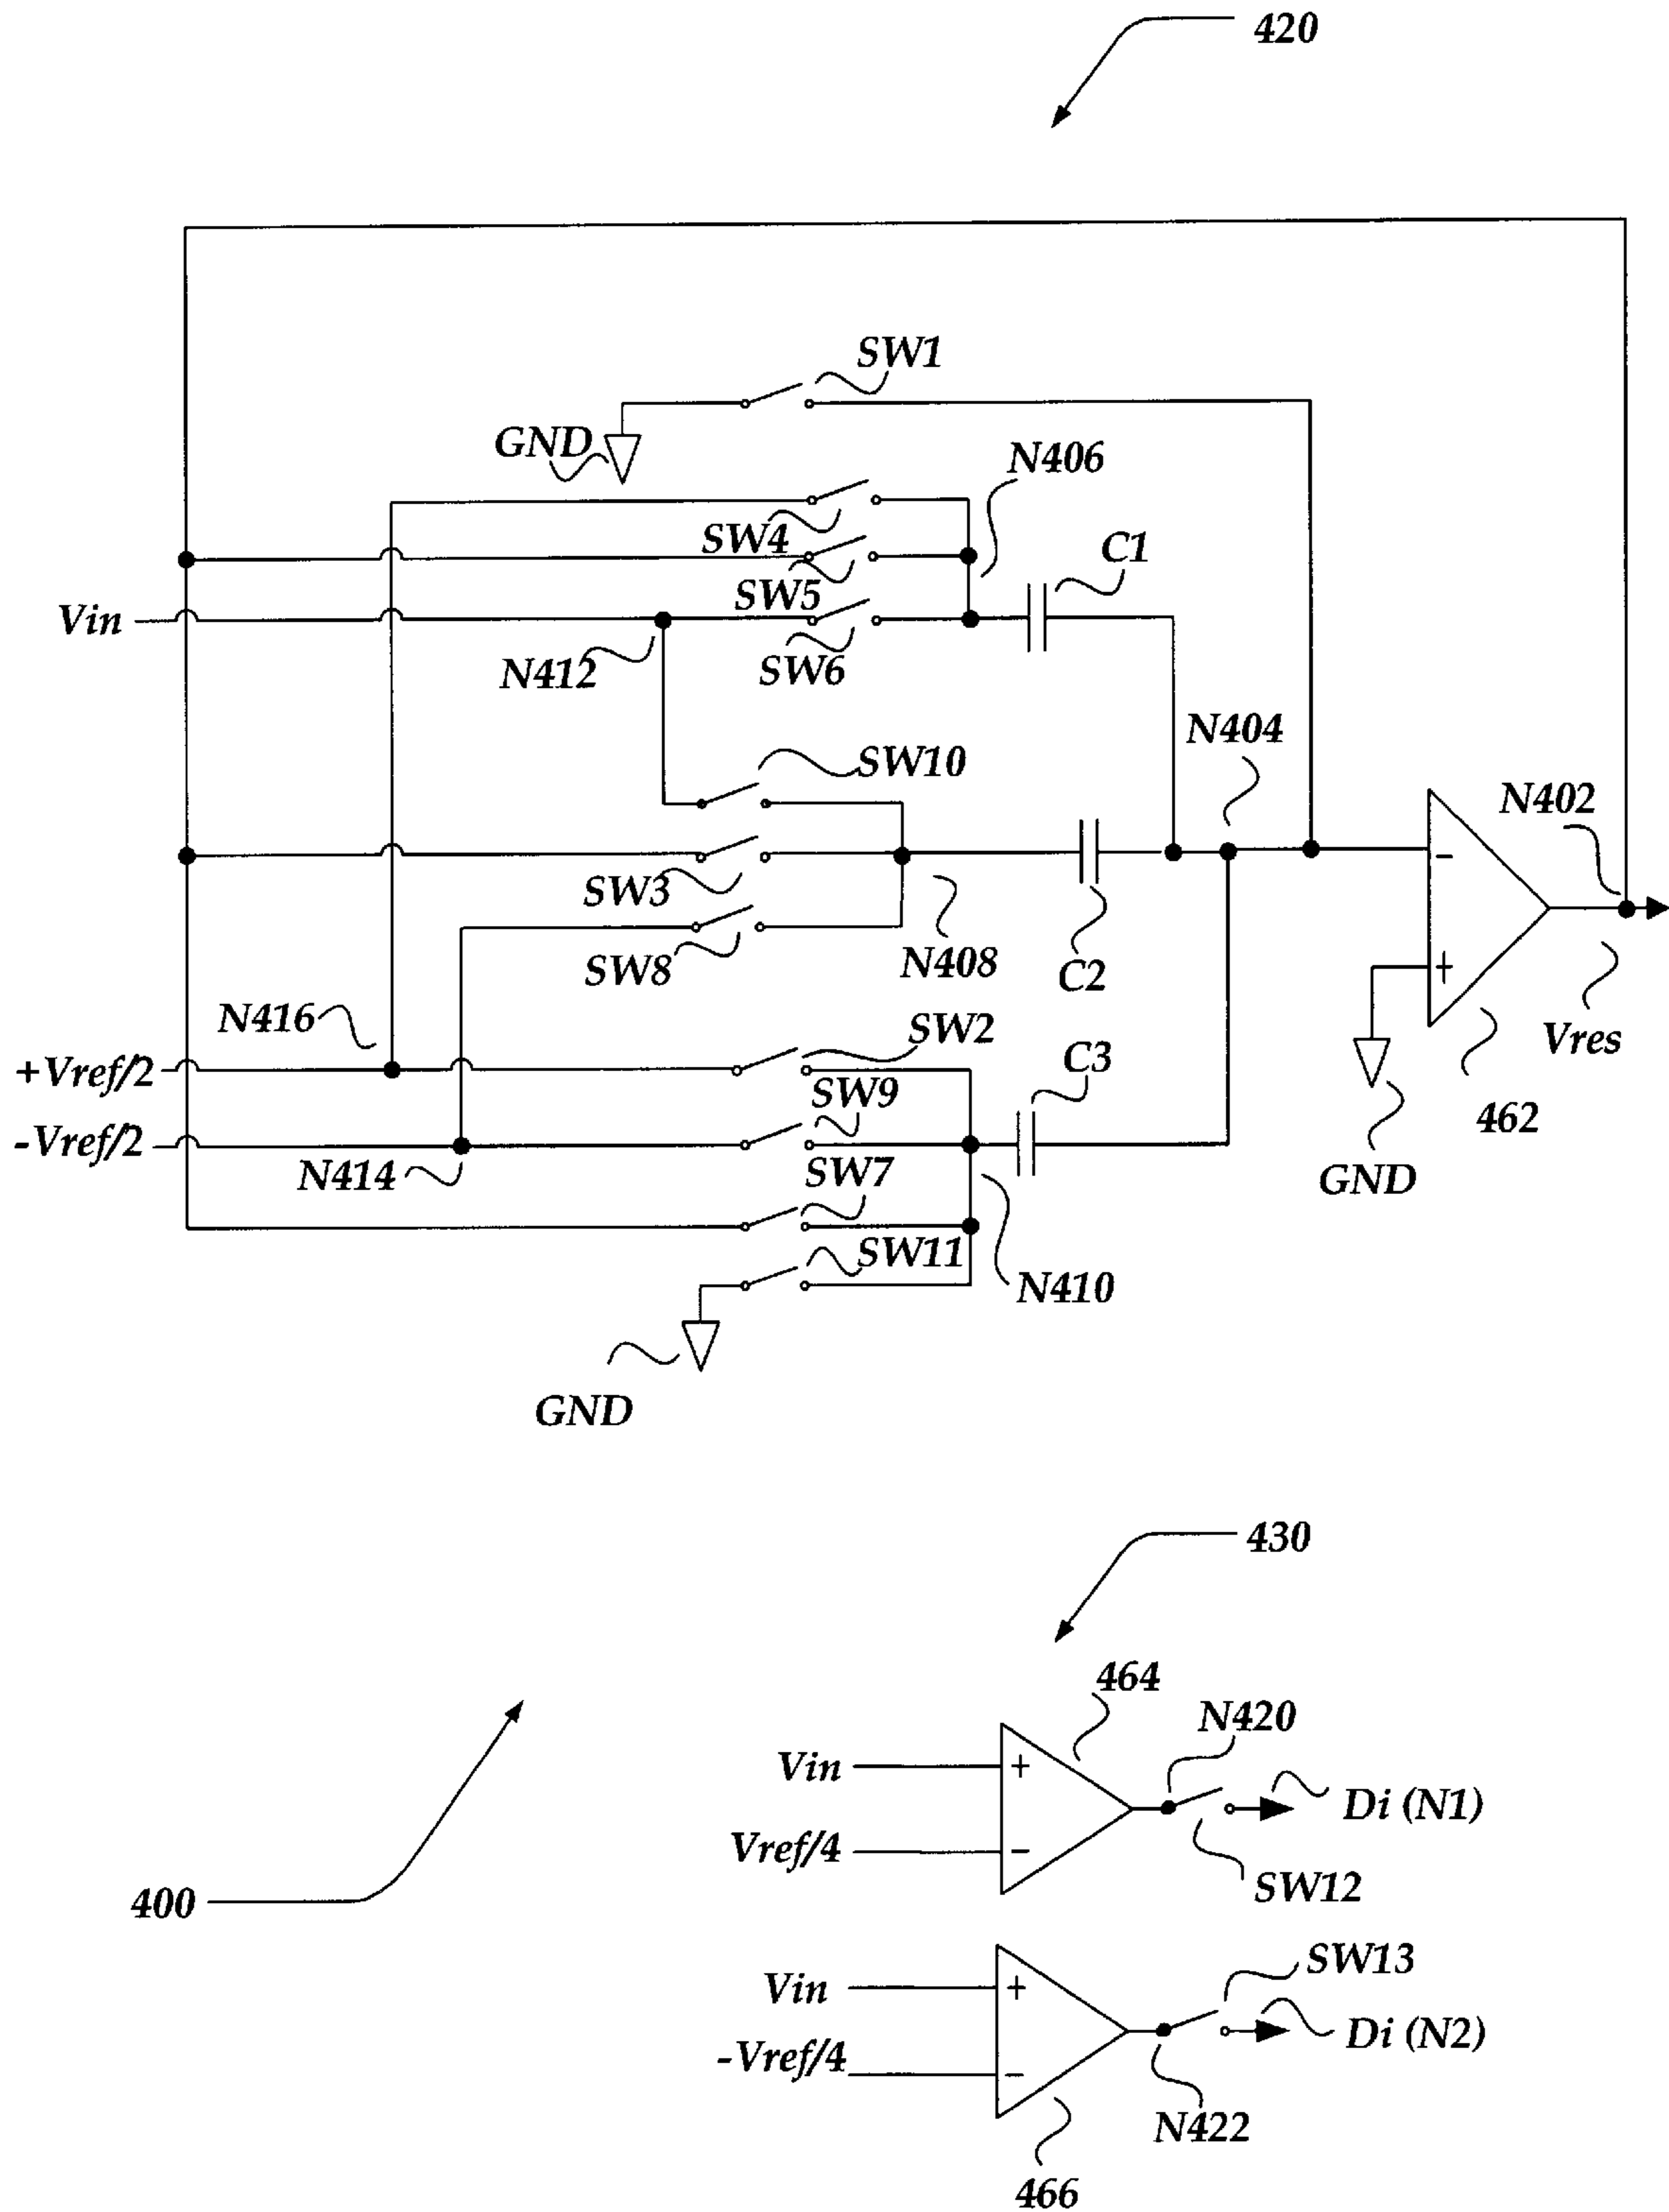 420
SW1
GND
N406
SW4
C1
SW5
Vin
N412
SW6
N404
SW10
N402
-
SW3
SW8
N408
C2
+
N416
SW2
C3
Vres
+Vref/2
SW9
462
-Vref/2
N414
SW7
GND
SW11
N410
GND
430
464
N420
Vin
+
Di (N1)
Vref/4
-
SW12
400
SW13
Vin
+
Di (N2)
-Vref/4
-
N422
466